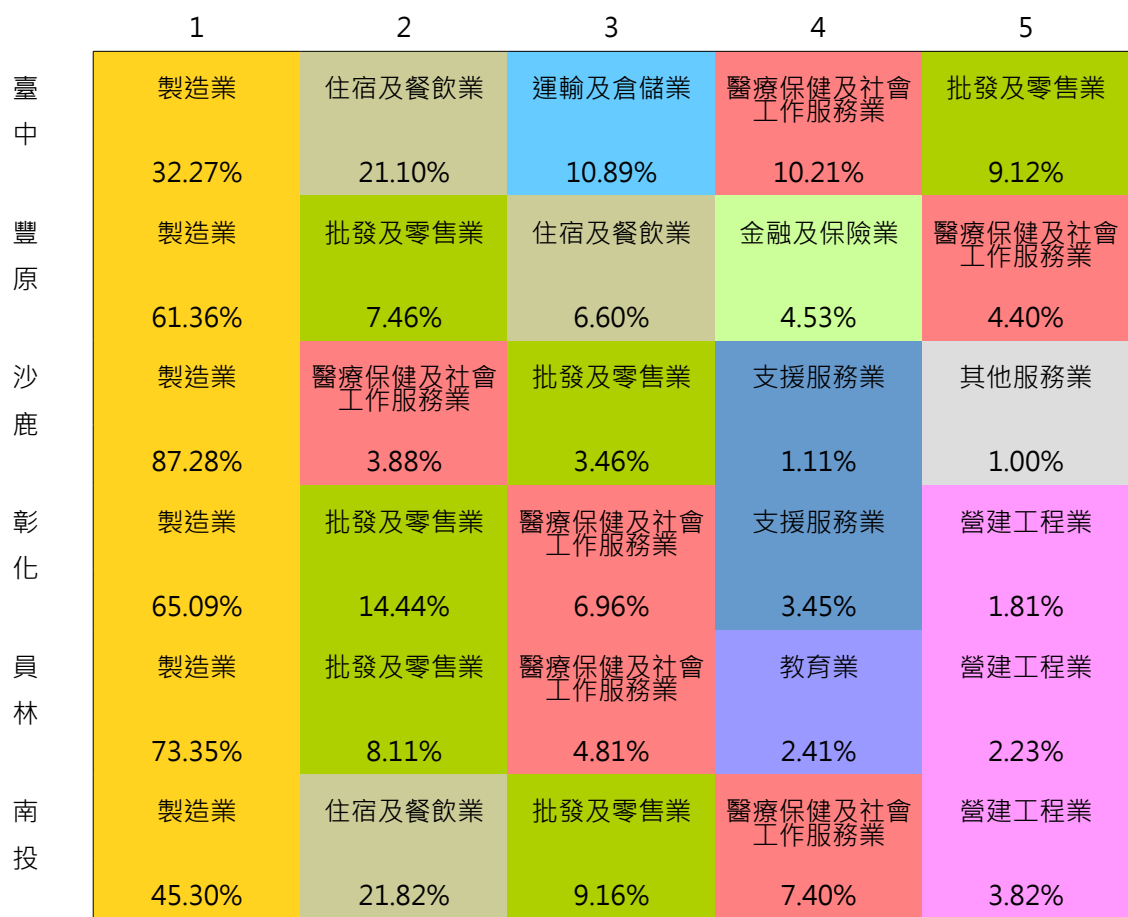 1 2 3 4 5
臺中 製造業 住宿及餐飲業 運輸及倉儲業 醫療保健及社會工作服務業 批發及零售業
32.27% 21.10% 10.89% 10.21% 9.12%
豐原 製造業 批發及零售業 住宿及餐飲業 金融及保險業 醫療保健及社會工作服務業
61.36% 7.46% 6.60% 4.53% 4.40%
沙鹿 製造業 醫療保健及社會工作服務業 批發及零售業 支援服務業 其他服務業
87.28% 3.88% 3.46% 1.11% 1.00%
彰化 製造業 批發及零售業 醫療保健及社會工作服務業 支援服務業 營建工程業
65.09% 14.44% 6.96% 3.45% 1.81%
員林 製造業 批發及零售業 醫療保健及社會工作服務業 教育業 營建工程業
73.35% 8.11% 4.81% 2.41% 2.23%
南投 製造業 住宿及餐飲業 批發及零售業 醫療保健及社會工作服務業 營建工程業
45.30% 21.82% 9.16% 7.40% 3.82%